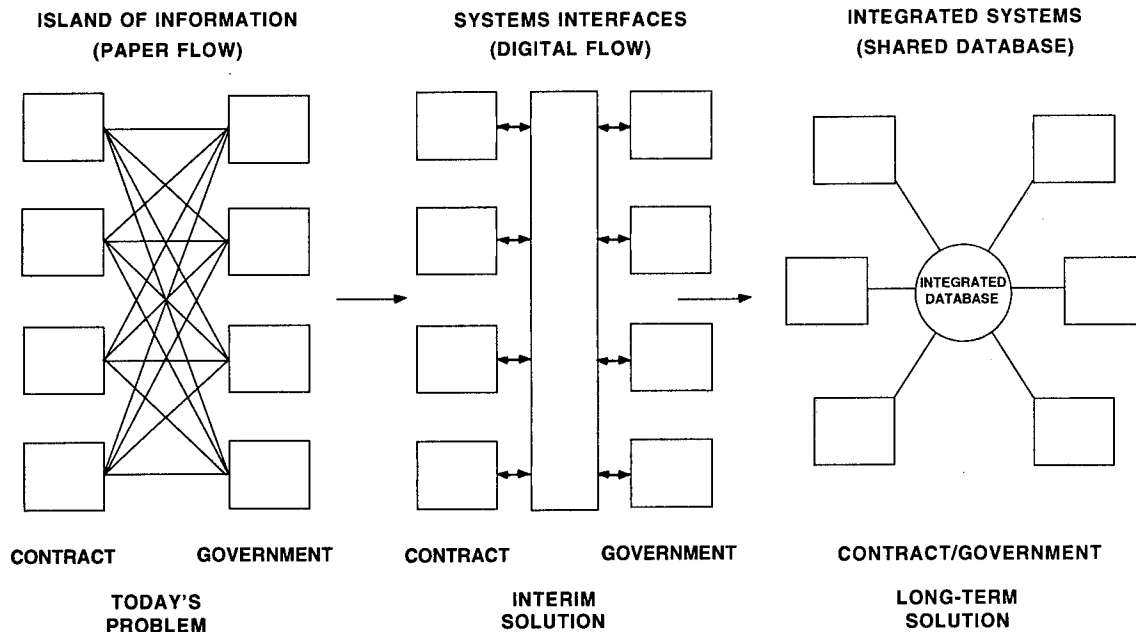 ISLAND OF INFORMATION
(PAPER FLOW)
SYSTEMS INTERFACES
(DIGITAL FLOW)
INTEGRATED SYSTEMS
(SHARED DATABASE)
INTEGRATED
DATABASE
CONTRACT
GOVERNMENT
CONTRACT
GOVERNMENT
CONTRACT/GOVERNMENT
TODAY'S
PROBLEM
INTERIM
SOLUTION
LONG-TERM
SOLUTION